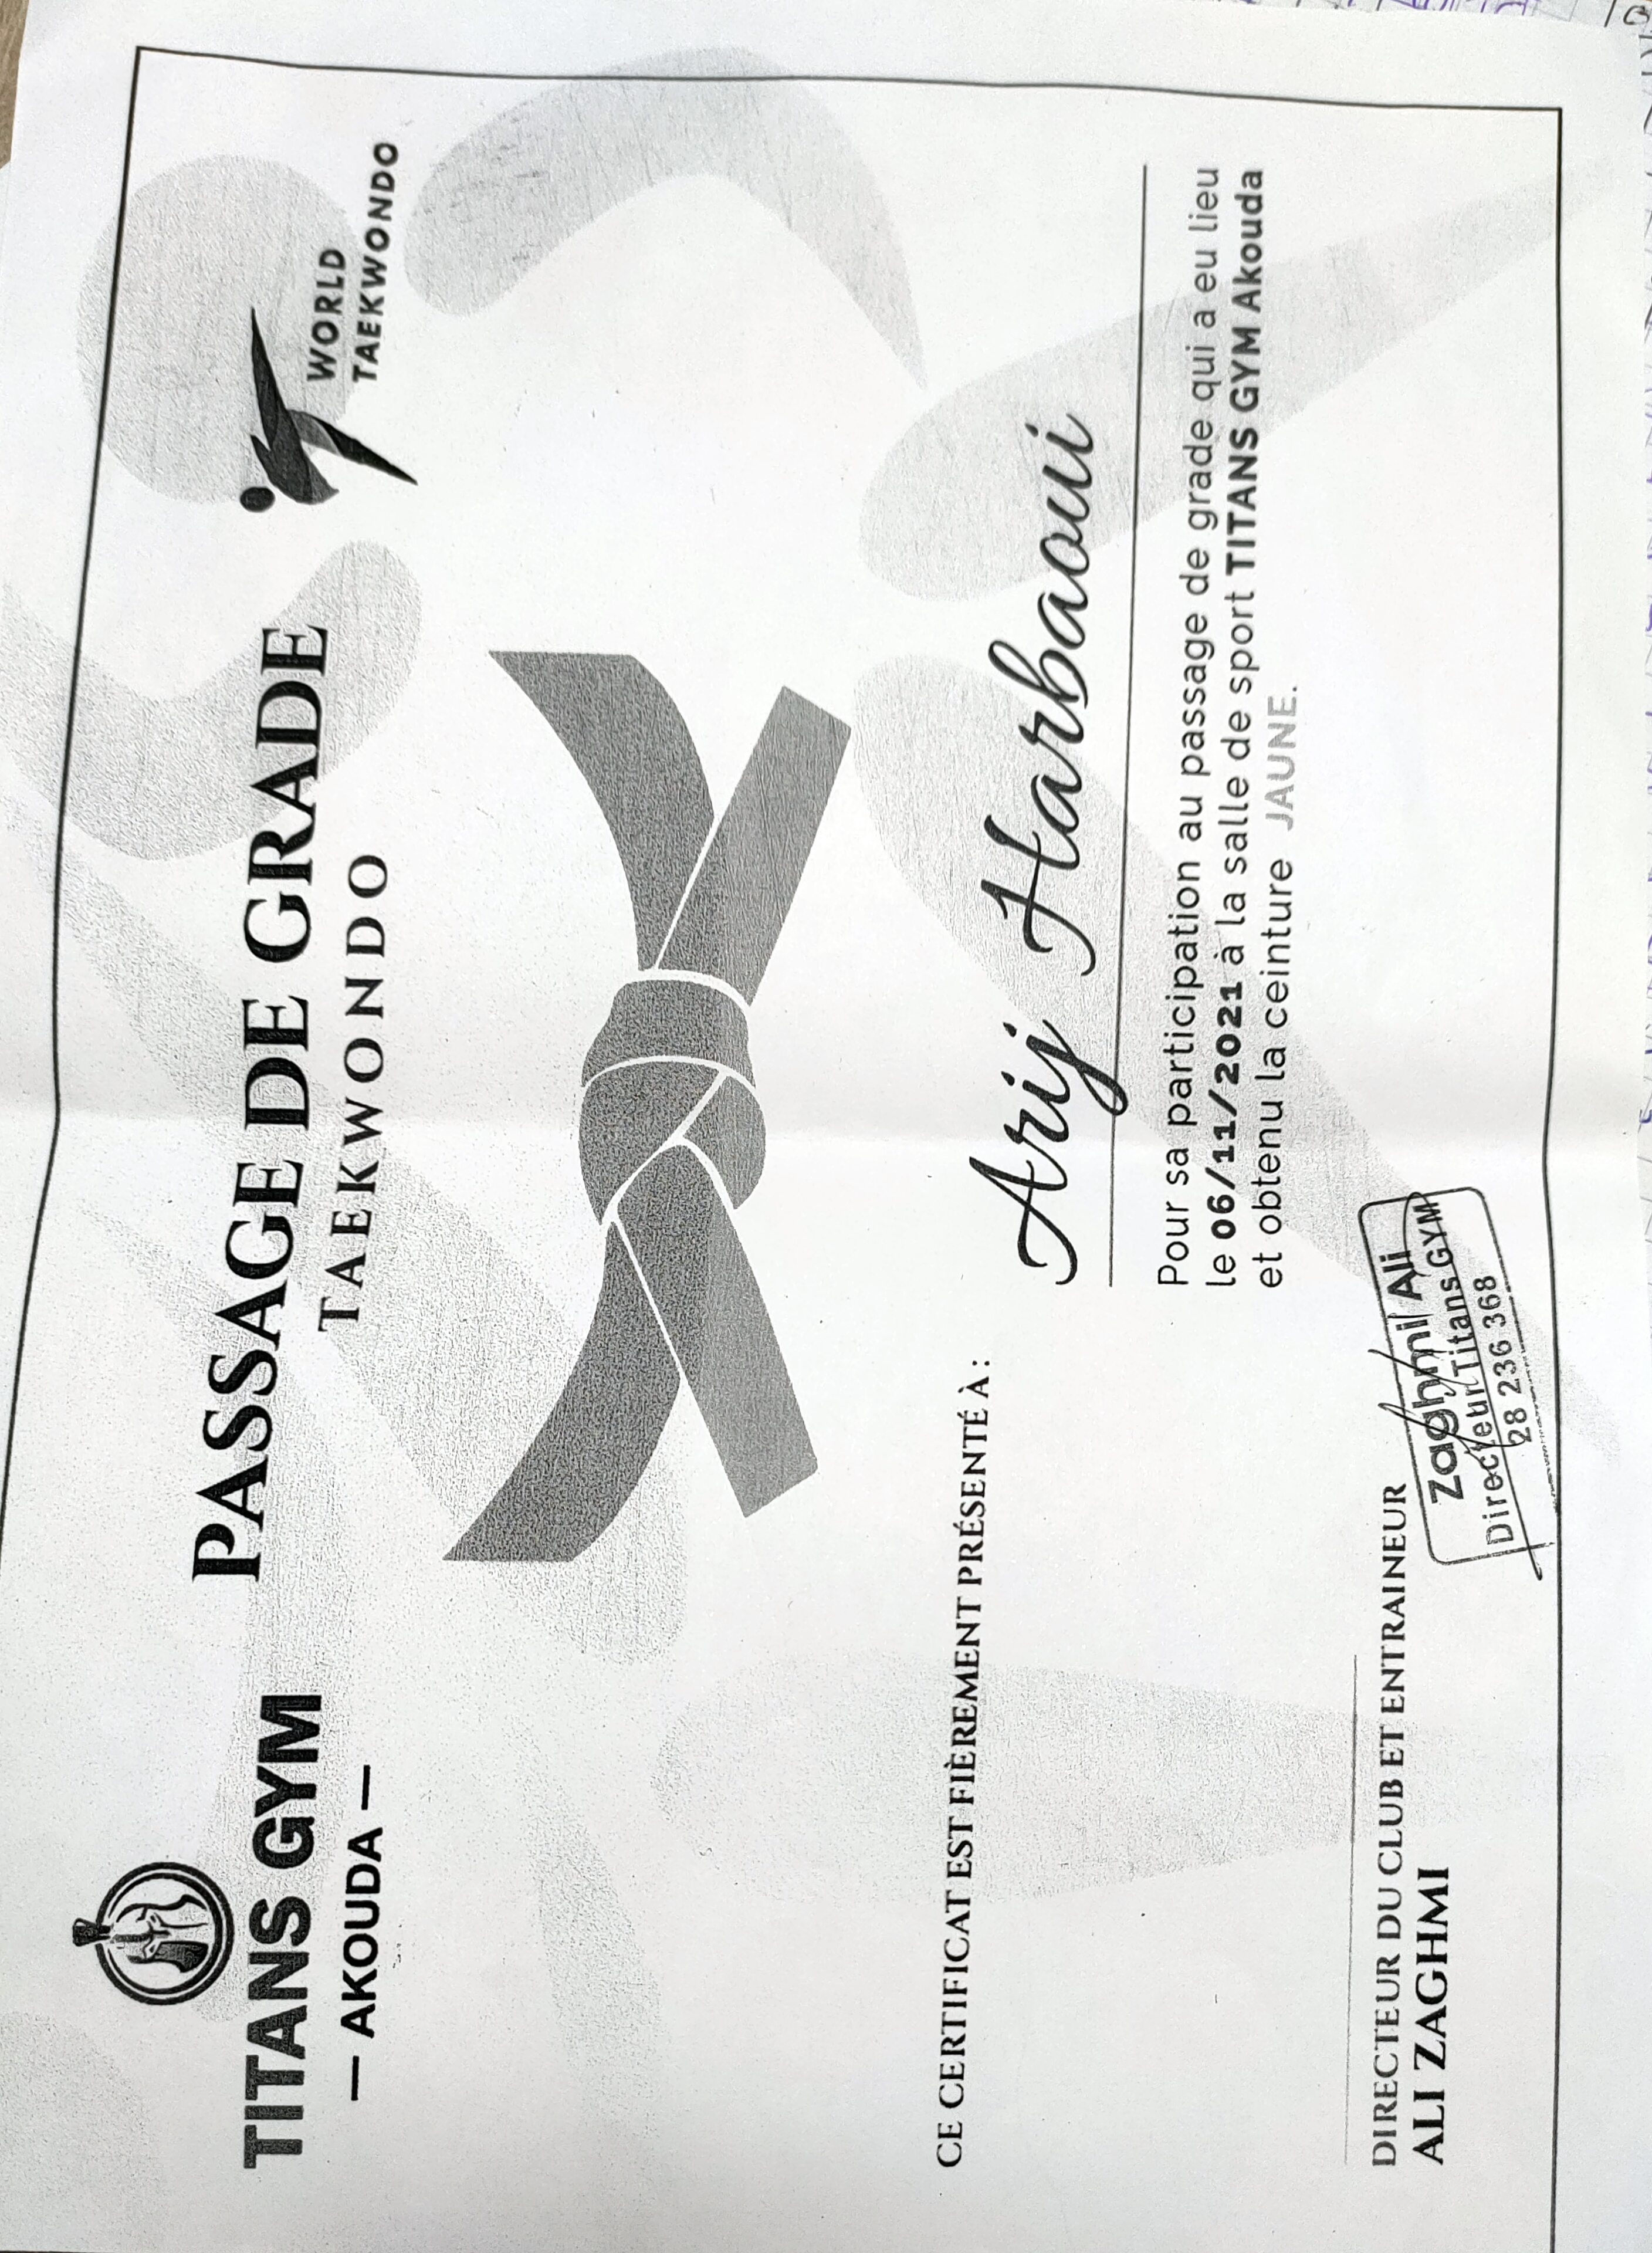 TITANS GYM
— AKOUDA —
PASSAGE DE GRADE
TAEKWONDO
WORLD
TAEKWONDO
CE CERTIFICAT EST FIÈREMENT PRÉSENTÉ À :
Arij Harbaoui
Pour sa participation au passage de grade qui a eu lieu
le 06/11/2021 à la salle de sport TITANS GYM Akouda
et obtenu la ceinture JAUNE.
DIRECTEUR DU CLUB ET ENTRAINEUR
ALI ZAGHMI
Zaghmi Ali
Directeur Titans GYM
28 236 368